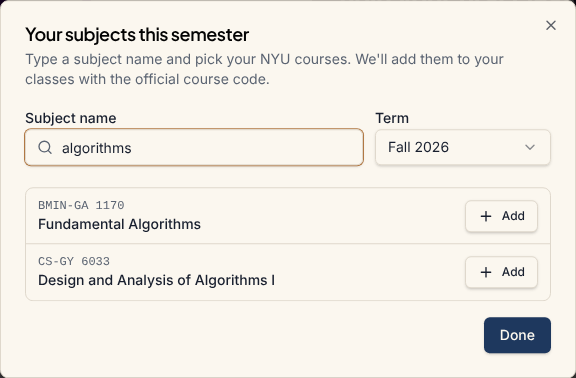 Your subjects this semester
Type a subject name and pick your NYU courses. We'll add them to your
classes with the official course code.
Subject name
Term
algorithms
Fall 2026
BMIN-GA 1170
Fundamental Algorithms
Add
CS-GY 6033
Design and Analysis of Algorithms I
Add
Done